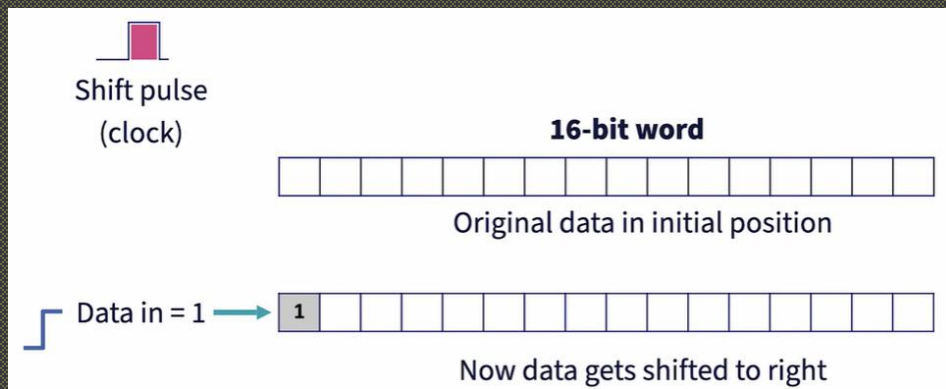 Shift pulse
(clock)
16-bit word
Original data in initial position
Data in = 1
1
Now data gets shifted to right